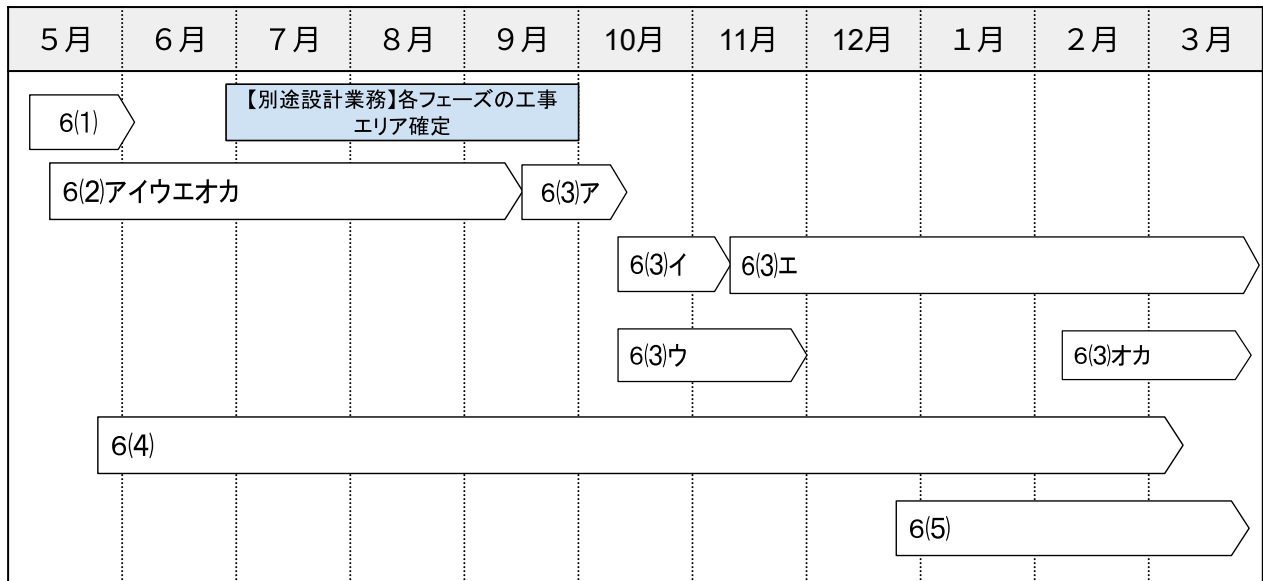 ５月 ６月 ７月 ８月 ９月 10月 11月 12月 １月 ２月 ３月
6⑴
【別途設計業務】各フェーズの工事
エリア確定
6⑵アイウエオカ
6⑶ア
6⑶イ
6⑶エ
6⑶ウ
6⑶オカ
6⑷
6⑸